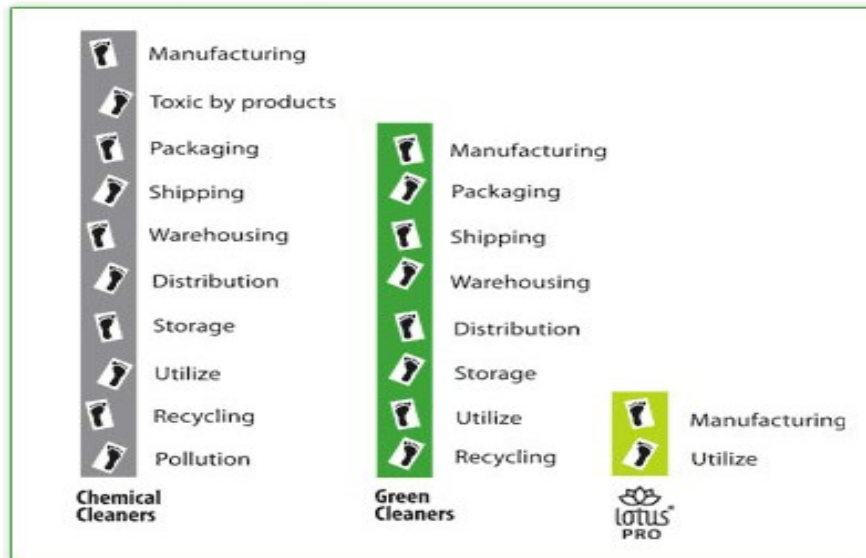 Manufacturing
Toxic by products
Packaging
Shipping
Warehousing
Distribution
Storage
Utilize
Recycling
Pollution
Chemical
Cleaners
Manufacturing
Packaging
Shipping
Warehousing
Distribution
Storage
Utilize
Recycling
Green
Cleaners
Manufacturing
Utilize
lotus®
PRO